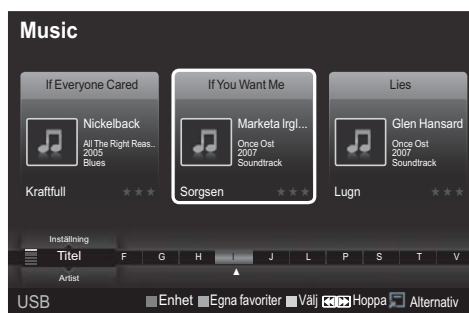 Music
If Everyone Cared
Nickelback
All The Right Reas..
2005
Blues
Kraftfull
If You Want Me
Marketa Irgl...
Once Ost
2007
Soundtrack
Sorgsen
Lies
Glen Hansard
Once Ost
2007
Soundtrack
Lugn
Inställning
Titel F G H I J L P S T V
Artist
USB Enhet Egna favoriter Välj Hoppa Alternativ